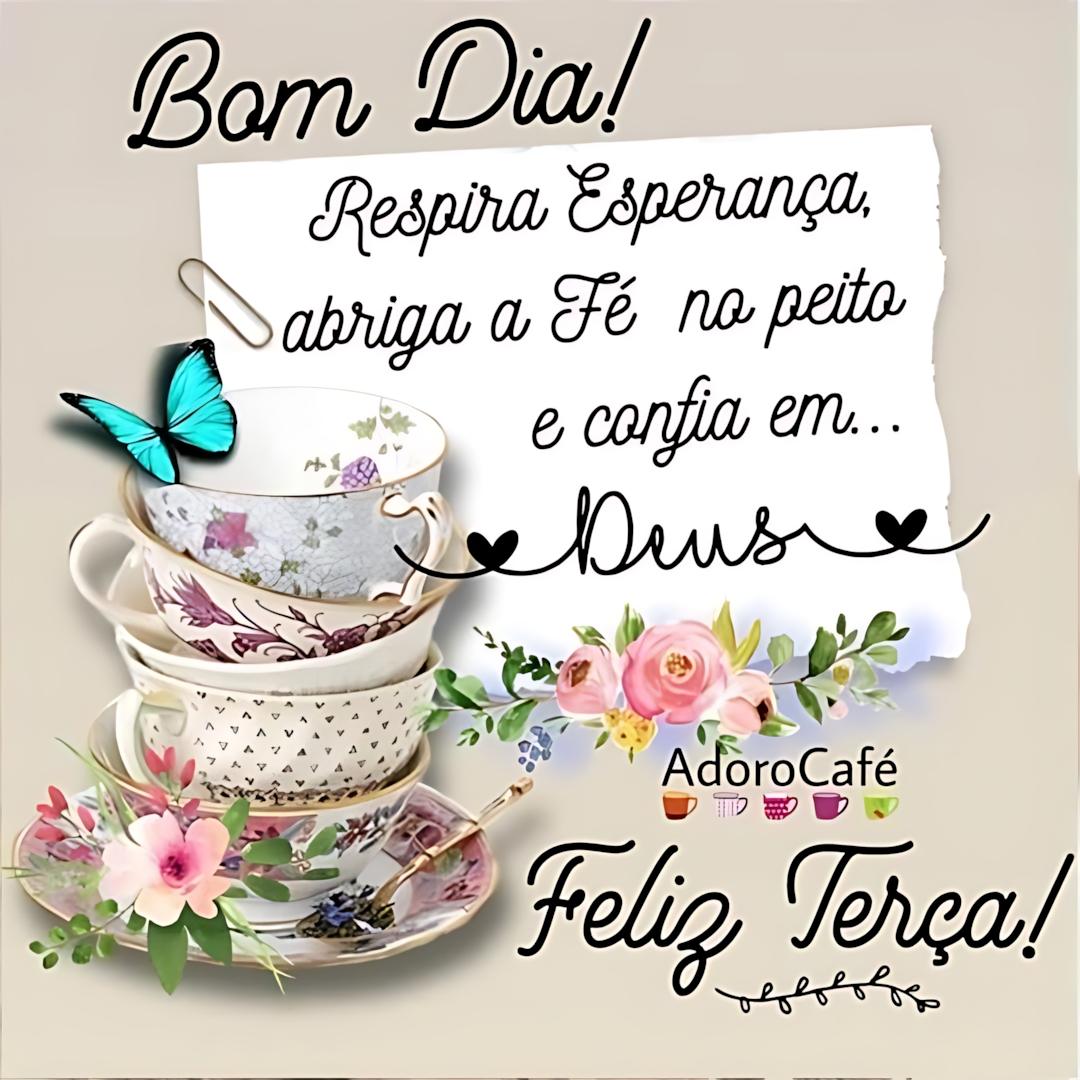 Bom Dia!
Respira Esperança,
abriga a Fé no peito
e confia em...
Deus
AdoroCafé
Feliz Terça!